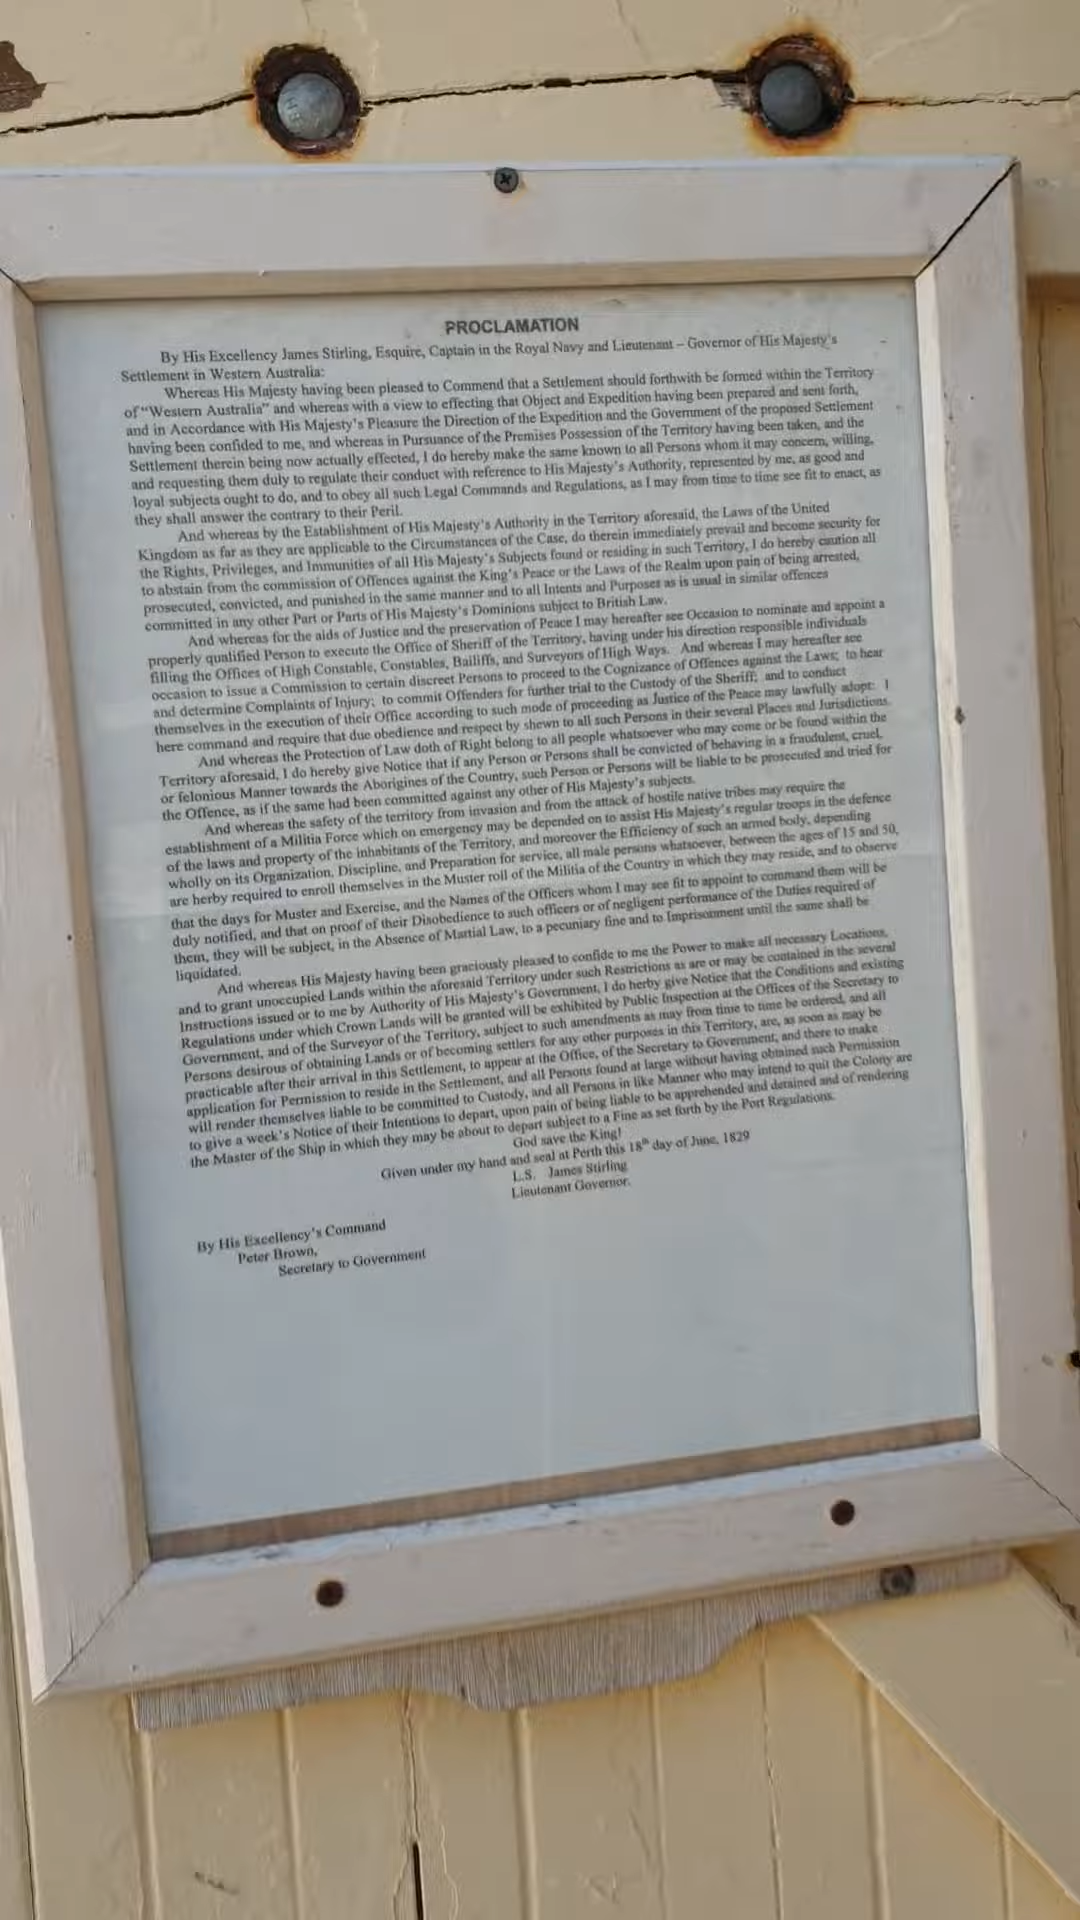 PROCLAMATION
By His Excellency James Stirling, Esquire, Captain in the Royal Navy and Lieutenant – Governor of His Majesty's
Settlement in Western Australia:
Whereas His Majesty having been pleased to Commend that a Settlement should forthwith be formed within the Territory
of "Western Australia" and whereas with a view to effecting that Object and Expedition having been prepared and sent forth,
and in Accordance with His Majesty's Pleasure the Direction of the Expedition and the Government of the proposed Settlement
having been confided to me, and whereas in Pursuance of the Premises Possession of the Territory having been taken, and the
Settlement therein being now actually effected, I do hereby make the same known to all Persons whom it may concern, willing,
and requesting them duly to regulate their conduct with reference to His Majesty's Authority, represented by me, as good and
loyal subjects ought to do, and to obey all such Legal Commands and Regulations, as I may from time to time see fit to enact, as
they shall answer the contrary to their Peril.
And whereas by the Establishment of His Majesty's Authority in the Territory aforesaid, the Laws of the United
Kingdom as far as they are applicable to the Circumstances of the Case, do therein immediately prevail and become security for
the Rights, Privileges, and Immunities of all His Majesty's Subjects found or residing in such Territory, I do hereby caution all
to abstain from the commission of Offences against the King's Peace or the Laws of the Realm upon pain of being arrested,
prosecuted, convicted, and punished in the same manner and to all Intents and Purposes as is usual in similar offences
committed in any other Part or Parts of His Majesty's Dominions subject to British Law.
And whereas for the aids of Justice and the preservation of Peace I may hereafter see Occasion to nominate and appoint a
properly qualified Person to execute the Office of Sheriff of the Territory, having under his direction responsible individuals
filling the Offices of High Constable, Constables, Bailiffs, and Surveyors of High Ways. And whereas I may hereafter see
occasion to issue a Commission to certain discreet Persons to proceed to the Cognizance of Offences against the Laws; to hear
and determine Complaints of Injury; to commit Offenders for further trial to the Custody of the Sheriff; and to conduct
themselves in the execution of their Office according to such mode of proceeding as Justice of the Peace may lawfully adopt: I
here command and require that due obedience and respect by shewn to all such Persons in their several Places and Jurisdictions.
And whereas the Protection of Law doth of Right belong to all people whatsoever who may come or be found within the
Territory aforesaid, I do hereby give Notice that if any Person or Persons shall be convicted of behaving in a fraudulent, cruel,
or felonious Manner towards the Aborigines of the Country, such Person or Persons will be liable to be prosecuted and tried for
the Offence, as if the same had been committed against any other of His Majesty's subjects.
And whereas the safety of the territory from invasion and from the attack of hostile native tribes may require the
establishment of a Militia Force which on emergency may be depended on to assist His Majesty's regular troops in the defence
of the laws and property of the inhabitants of the Territory, and moreover the Efficiency of such an armed body, depending
wholly on its Organization, Discipline, and Preparation for service, all male persons whatsoever, between the ages of 15 and 50,
are herby required to enroll themselves in the Muster roll of the Militia of the Country in which they may reside, and to observe
that the days for Muster and Exercise, and the Names of the Officers whom I may see fit to appoint to command them will be
duly notified, and that on proof of their Disobedience to such officers or of negligent performance of the Duties required of
them, they will be subject, in the Absence of Martial Law, to a pecuniary fine and to Imprisonment until the same shall be
liquidated.
And whereas His Majesty having been graciously pleased to confide to me the Power to make all necessary Locations,
and to grant unoccupied Lands within the aforesaid Territory under such Restrictions as are or may be contained in the several
Instructions issued or to me by Authority of His Majesty's Government, I do herby give Notice that the Conditions and existing
Regulations under which Crown Lands will be granted will be exhibited by Public Inspection at the Offices of the Secretary to
Government, and of the Surveyor of the Territory, subject to such amendments as may from time to time be ordered, and all
Persons desirous of obtaining Lands or of becoming settlers for any other purposes in this Territory, are, as soon as may be
practicable after their arrival in this Settlement, to appear at the Office, of the Secretary to Government, and there to make
application for Permission to reside in the Settlement, and all Persons found at large without having obtained such Permission
will render themselves liable to be committed to Custody, and all Persons in like Manner who may intend to quit the Colony are
to give a week's Notice of their Intentions to depart, upon pain of being liable to be apprehended and detained and of rendering
the Master of the Ship in which they may be about to depart subject to a Fine as set forth by the Port Regulations.
God save the King!
Given under my hand and seal at Perth this 18th day of June, 1829
L.S. James Stirling
Lieutenant Governor.
By His Excellency's Command
Peter Brown,
Secretary to Government